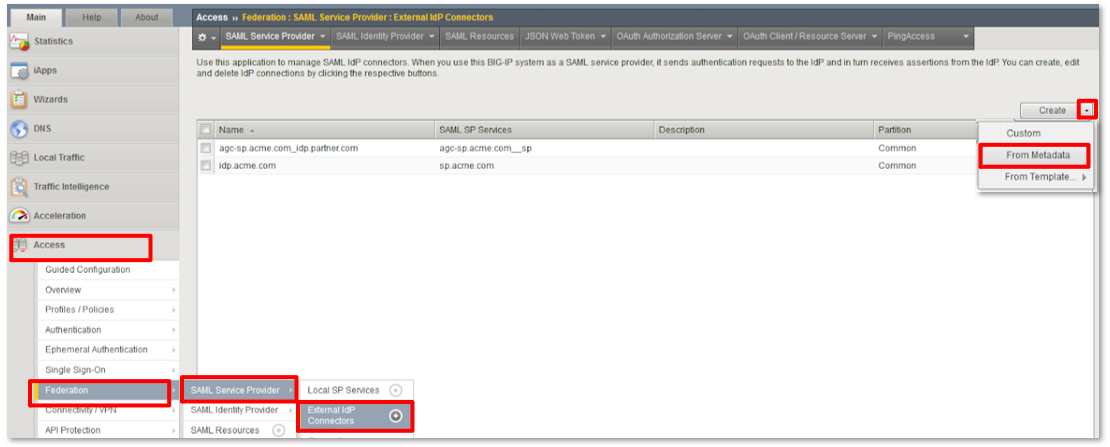 Main Help About
Access ›› Federation : SAML Service Provider : External IdP Connectors
SAML Service Provider SAML Identity Provider SAML Resources JSON Web Token OAuth Authorization Server OAuth Client / Resource Server PingAccess
Use this application to manage SAML IdP connectors. When you use this BIG-IP system as a SAML service provider, it sends authentication requests to the IdP and in turn receives assertions from the IdP. You can create, edit
and delete IdP connections by clicking the respective buttons.
Create
Custom
From Metadata
From Template...
Name SAML SP Services Description Partition
agc-sp.acme.com_idp.partner.com agc-sp.acme.com__sp Common
idp.acme.com sp.acme.com Common
Statistics
iApps
Wizards
DNS
Local Traffic
Traffic Intelligence
Acceleration
Access
Guided Configuration
Overview
Profiles / Policies
Authentication
Ephemeral Authentication
Single Sign-On
Federation
Connectivity / VPN
API Protection
SAML Service Provider
SAML Identity Provider
SAML Resources
Local SP Services
External IdP
Connectors